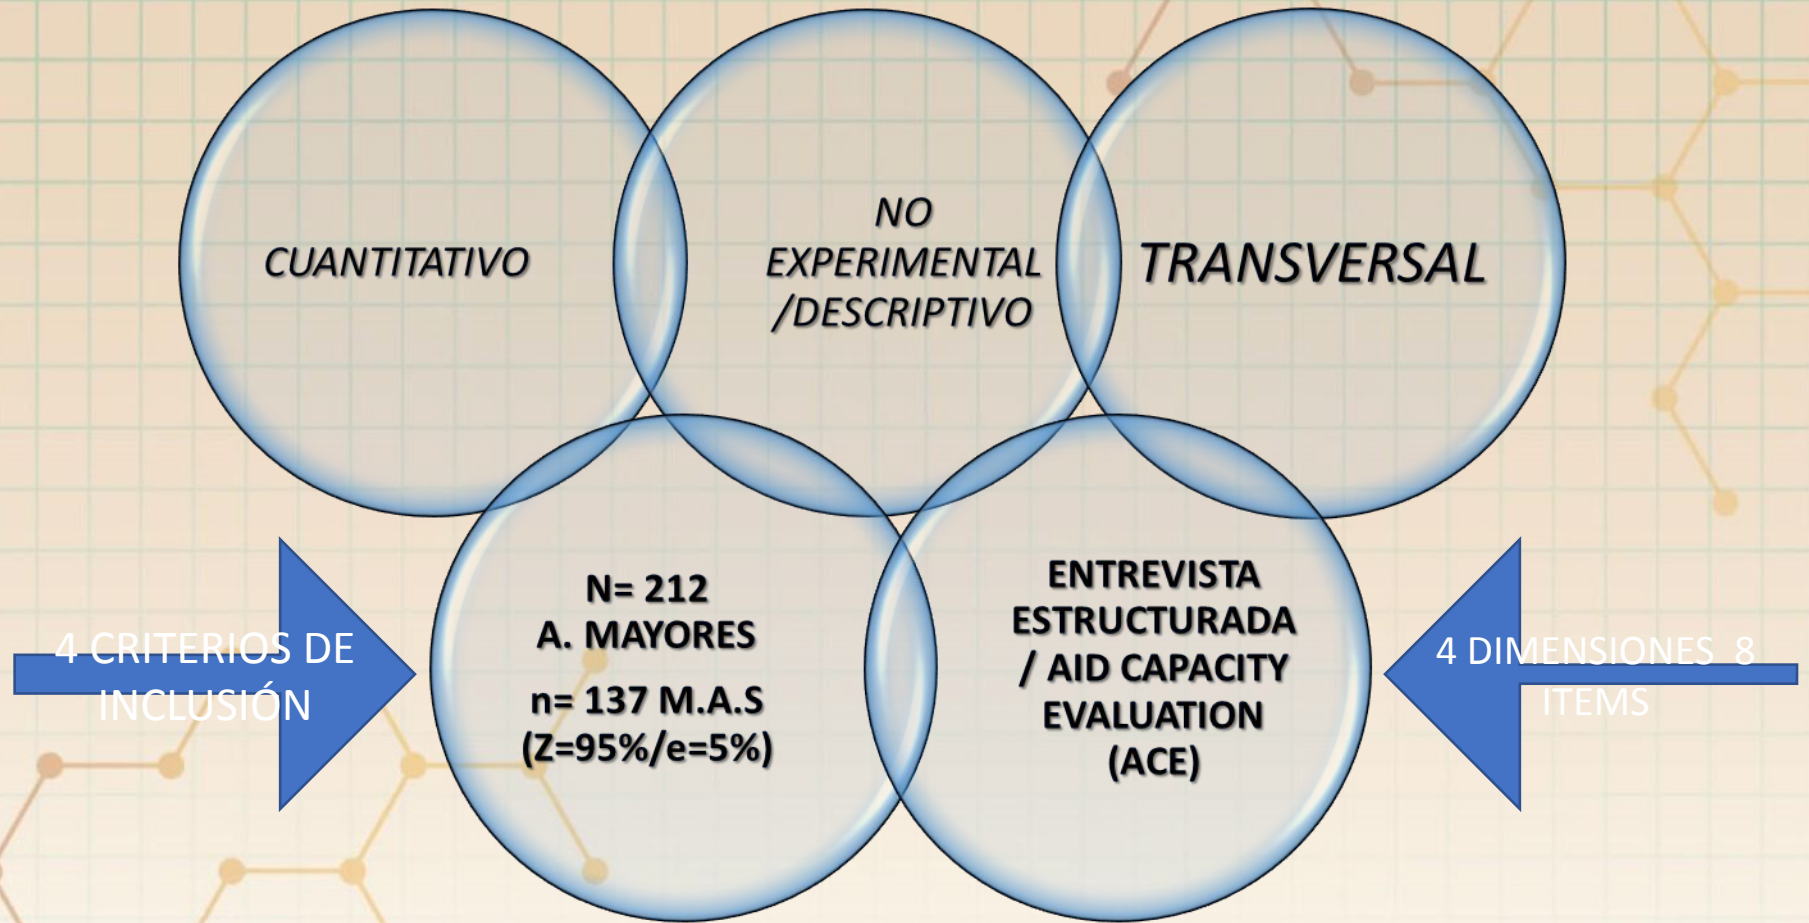 CUANTITATIVO
NO
EXPERIMENTAL
/DESCRIPTIVO
TRANSVERSAL
4 CRITERIOS DE
INCLUSIÓN
N= 212
A. MAYORES
n= 137 M.A.S
(Z=95%/e=5%)
ENTREVISTA
ESTRUCTURADA
/ AID CAPACITY
EVALUATION
(ACE)
4 DIMENSIONES  8
ITEMS